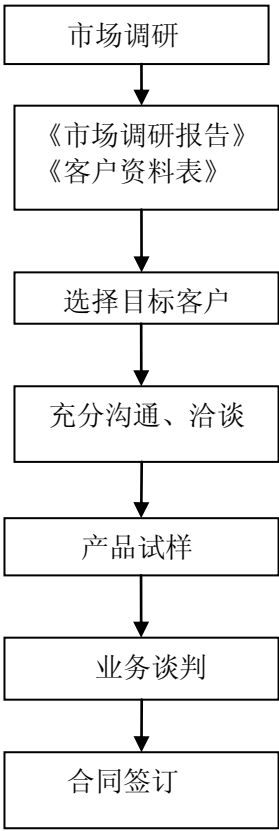 市场调研
《市场调研报告》
《客户资料表》
选择目标客户
充分沟通、洽谈
产品试样
业务谈判
合同签订